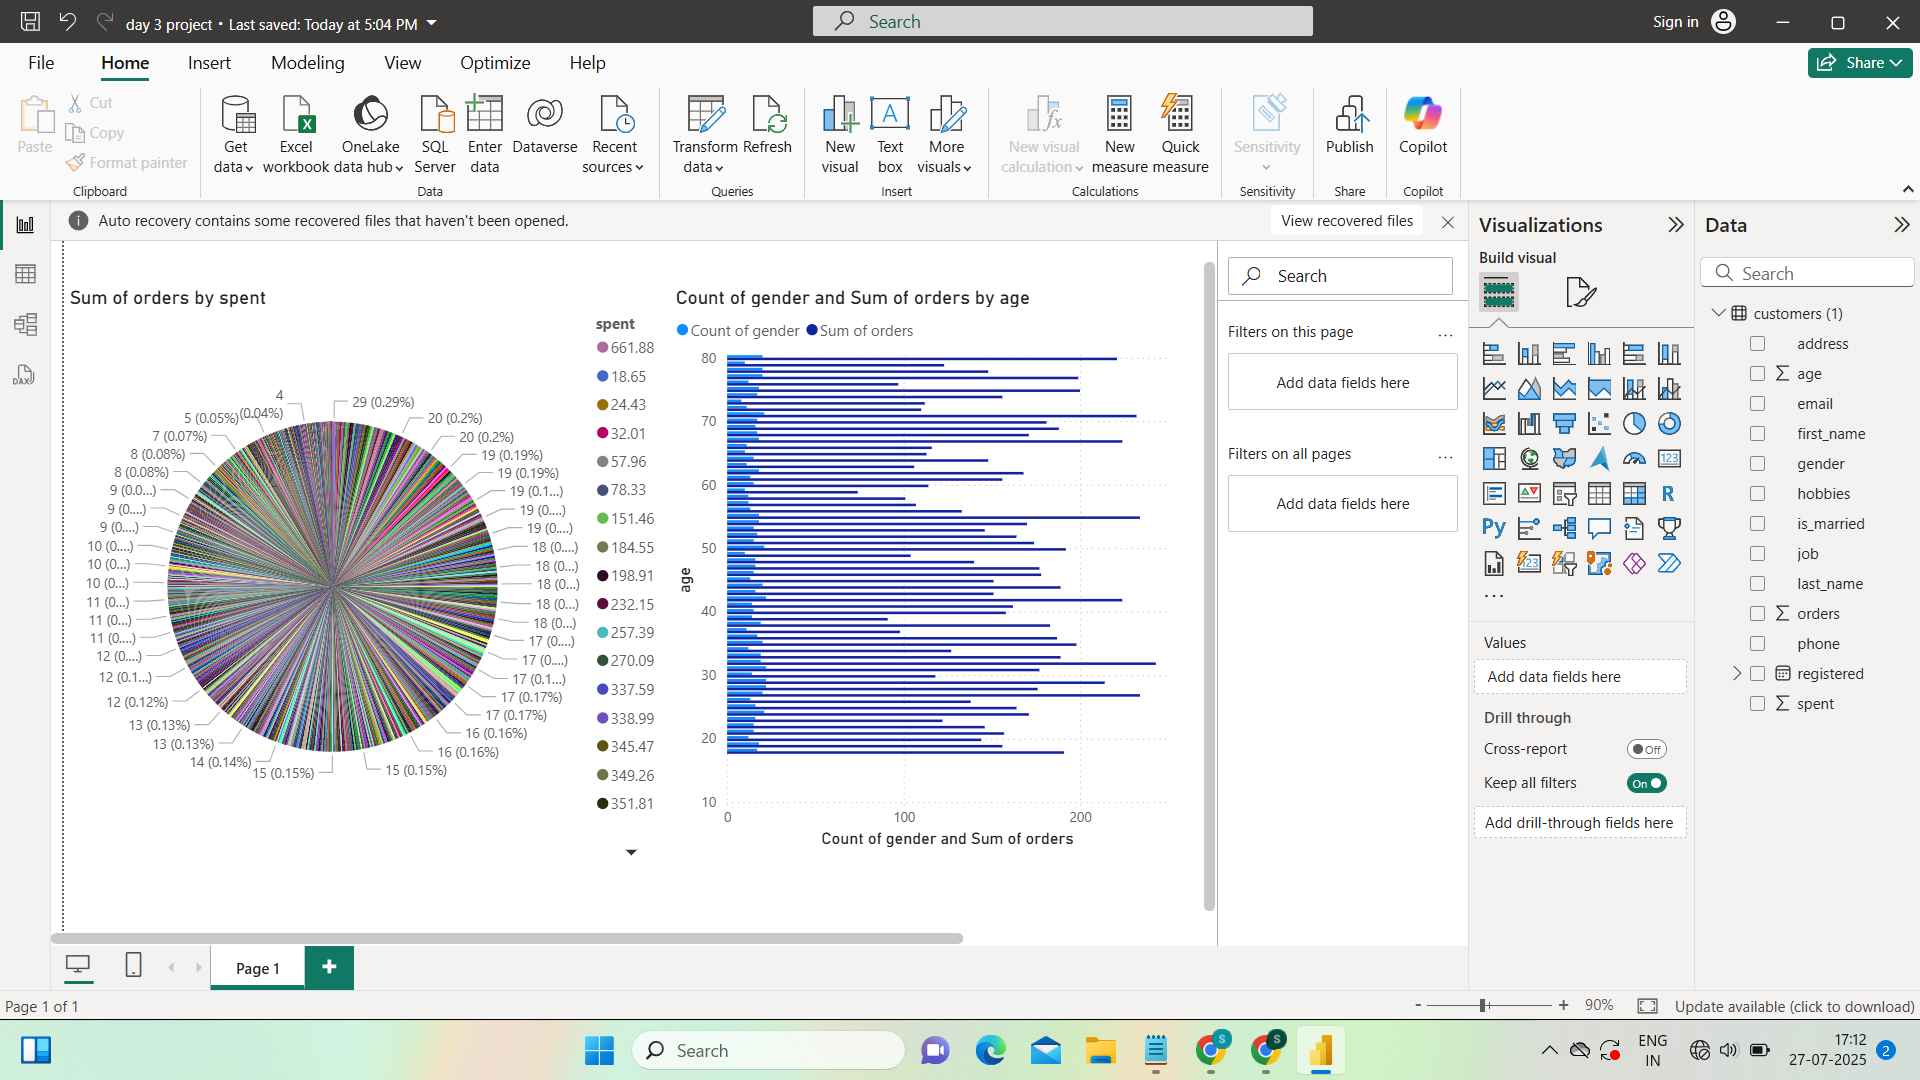 day 3 project • Last saved: Today at 5:04 PM
Search
Sign in
File
Home
Insert
Modeling
View
Optimize
Help
Share
Paste
Cut
Copy
Format painter
Clipboard
Get data
Excel workbook
OneLake data hub
SQL Server
Enter data
Dataverse
Recent sources
Data
Transform data
Refresh
Queries
New visual
Text box
More visuals
Insert
New visual calculation
New measure
Quick measure
Calculations
Sensitivity
Sensitivity
Publish
Share
Copilot
Copilot
Auto recovery contains some recovered files that haven't been opened.
View recovered files
Sum of orders by spent
4
29 (0.29%)
5 (0.05%)
(0.04%)
20 (0.2%)
7 (0.07%)
20 (0.2%)
8 (0.08%)
19 (0.19%)
8 (0.08%)
19 (0.19%)
9 (0.0...)
19 (0.1...)
9 (0....)
19 (0....)
9 (0....)
19 (0....)
10 (0....)
18 (0....)
10 (0...)
18 (0...)
10 (0...)
18 (0...)
11 (0...)
18 (0...)
11 (0...)
18 (0...)
11 (0....)
17 (0....)
12 (0....)
17 (0....)
12 (0.1...)
17 (0.1...)
12 (0.12%)
17 (0.17%)
13 (0.13%)
17 (0.17%)
13 (0.13%)
16 (0.16%)
14 (0.14%)
16 (0.16%)
15 (0.15%)
15 (0.15%)
spent
661.88
18.65
24.43
32.01
57.96
78.33
151.46
184.55
198.91
232.15
257.39
270.09
337.59
338.99
345.47
349.26
351.81
Count of gender and Sum of orders by age
Count of gender
Sum of orders
80
70
60
50
40
30
20
10
age
0
100
200
Count of gender and Sum of orders
Search
Filters on this page
...
Add data fields here
Filters on all pages
...
Add data fields here
Visualizations
Build visual
123
R
Py
123
...
Values
Add data fields here
Drill through
Cross-report
Off
Keep all filters
On
Add drill-through fields here
Data
Search
customers (1)
address
age
email
first_name
gender
hobbies
is_married
job
last_name
orders
phone
registered
spent
DAX
Page 1
+
Page 1 of 1
-
+
90%
Update available (click to download)
Search
S
S
ENG
IN
17:12
27-07-2025
2